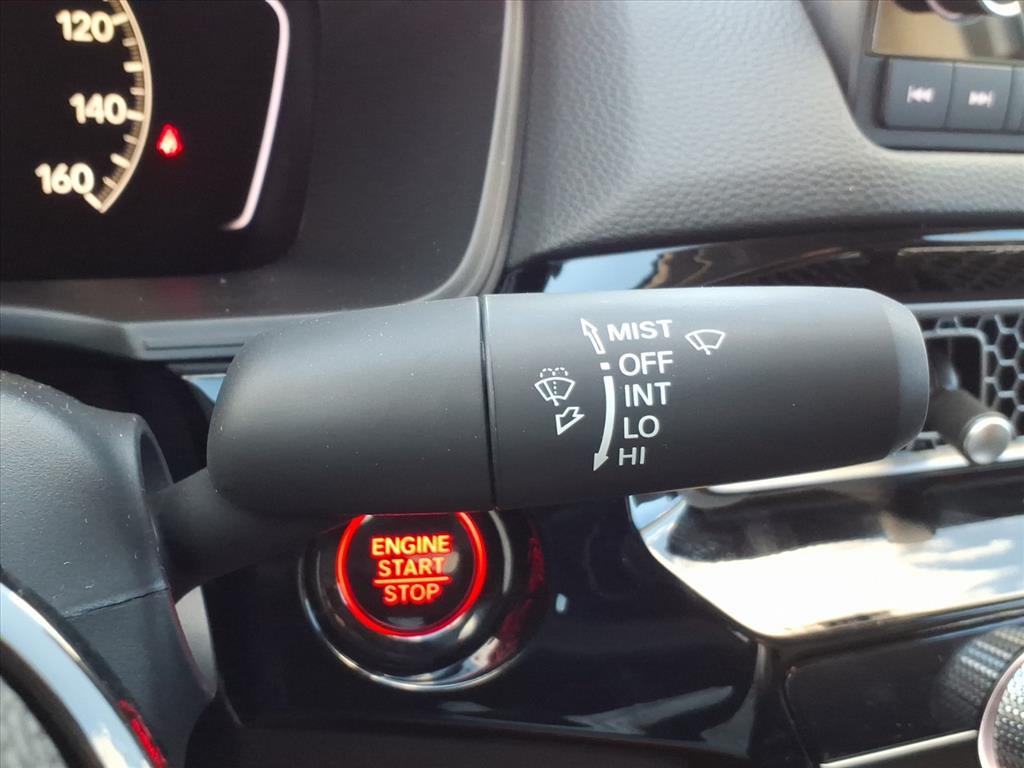 120
140
160
MIST
OFF
INT
LO
HI
ENGINE
START
STOP